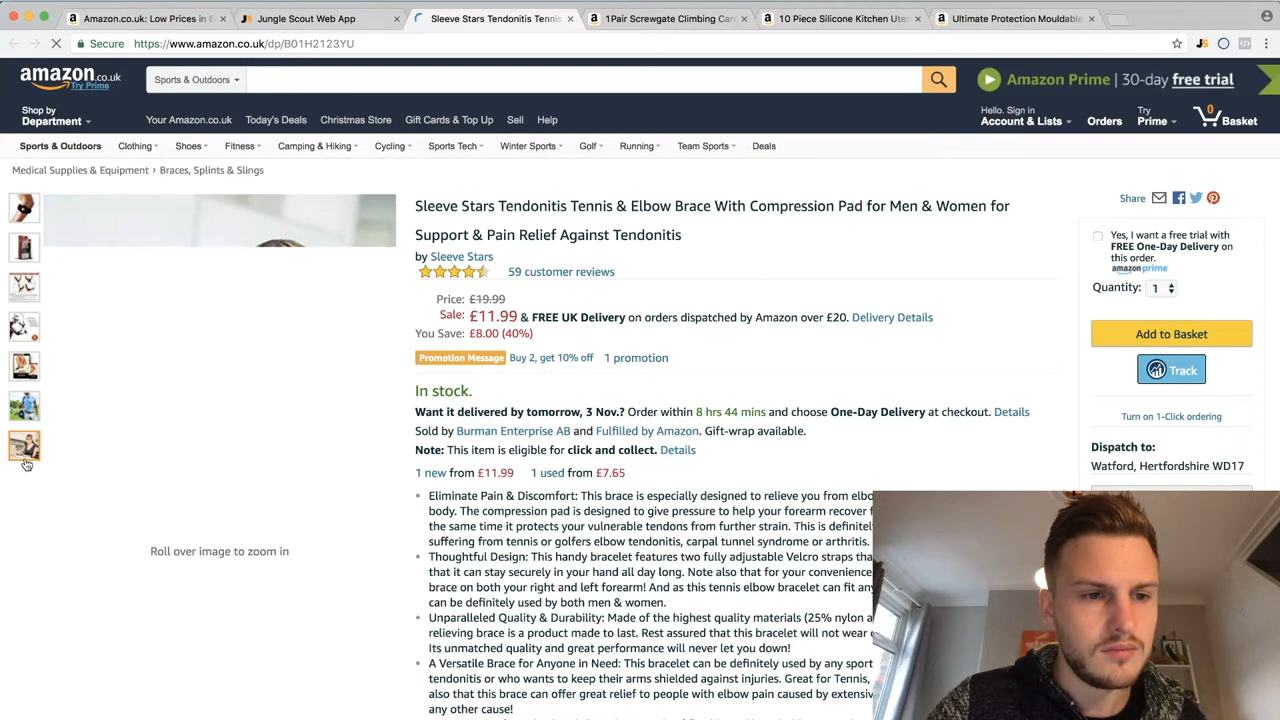 Amazon.co.uk: Low Prices in E
Jungle Scout Web App
Sleeve Stars Tendonitis Tennis
1Pair Screwgate Climbing Car
10 Piece Silicone Kitchen Uter
Ultimate Protection Mouldable
Secure
https://www.amazon.co.uk/dp/B01H2123YU
JS
amazon.co.uk
Try Prime
Sports & Outdoors
Amazon Prime | 30-day free trial
Shop by
Department
Your Amazon.co.uk
Today's Deals
Christmas Store
Gift Cards & Top Up
Sell
Help
Hello. Sign in
Account & Lists
Orders
Try
Prime
0
Basket
Sports & Outdoors
Clothing
Shoes
Fitness
Camping & Hiking
Cycling
Sports Tech
Winter Sports
Golf
Running
Team Sports
Deals
Medical Supplies & Equipment › Braces, Splints & Slings
Sleeve Stars Tendonitis Tennis & Elbow Brace With Compression Pad for Men & Women for
Support & Pain Relief Against Tendonitis
by Sleeve Stars
59 customer reviews
Price: £19.99
Sale: £11.99 & FREE UK Delivery on orders dispatched by Amazon over £20. Delivery Details
You Save: £8.00 (40%)
Promotion Message Buy 2, get 10% off 1 promotion
In stock.
Want it delivered by tomorrow, 3 Nov.? Order within 8 hrs 44 mins and choose One-Day Delivery at checkout. Details
Sold by Burman Enterprise AB and Fulfilled by Amazon. Gift-wrap available.
Note: This item is eligible for click and collect. Details
1 new from £11.99 1 used from £7.65
Eliminate Pain & Discomfort: This brace is especially designed to relieve you from elbo
body. The compression pad is designed to give pressure to help your forearm recover f
the same time it protects your vulnerable tendons from further strain. This is definitel
suffering from tennis or golfers elbow tendonitis, carpal tunnel syndrome or arthritis.
Thoughtful Design: This handy bracelet features two fully adjustable Velcro straps tha
that it can stay securely in your hand all day long. Note also that for your convenience
brace on both your right and left forearm! And as this tennis elbow bracelet can fit any
can be definitely used by both men & women.
Unparalleled Quality & Durability: Made of the highest quality materials (25% nylon a
relieving brace is a product made to last. Rest assured that this bracelet will not wear o
Its unmatched quality and great performance will never let you down!
A Versatile Brace for Anyone in Need: This bracelet can be definitely used by any sport
tendonitis or who wants to keep their arms shielded against injuries. Great for Tennis,
also that this brace can offer great relief to people with elbow pain caused by extensiv
any other cause!
Roll over image to zoom in
Share
Yes, I want a free trial with
FREE One-Day Delivery on
this order.
amazon prime
Quantity: 1
Add to Basket
Track
Turn on 1-Click ordering
Dispatch to:
Watford, Hertfordshire WD17